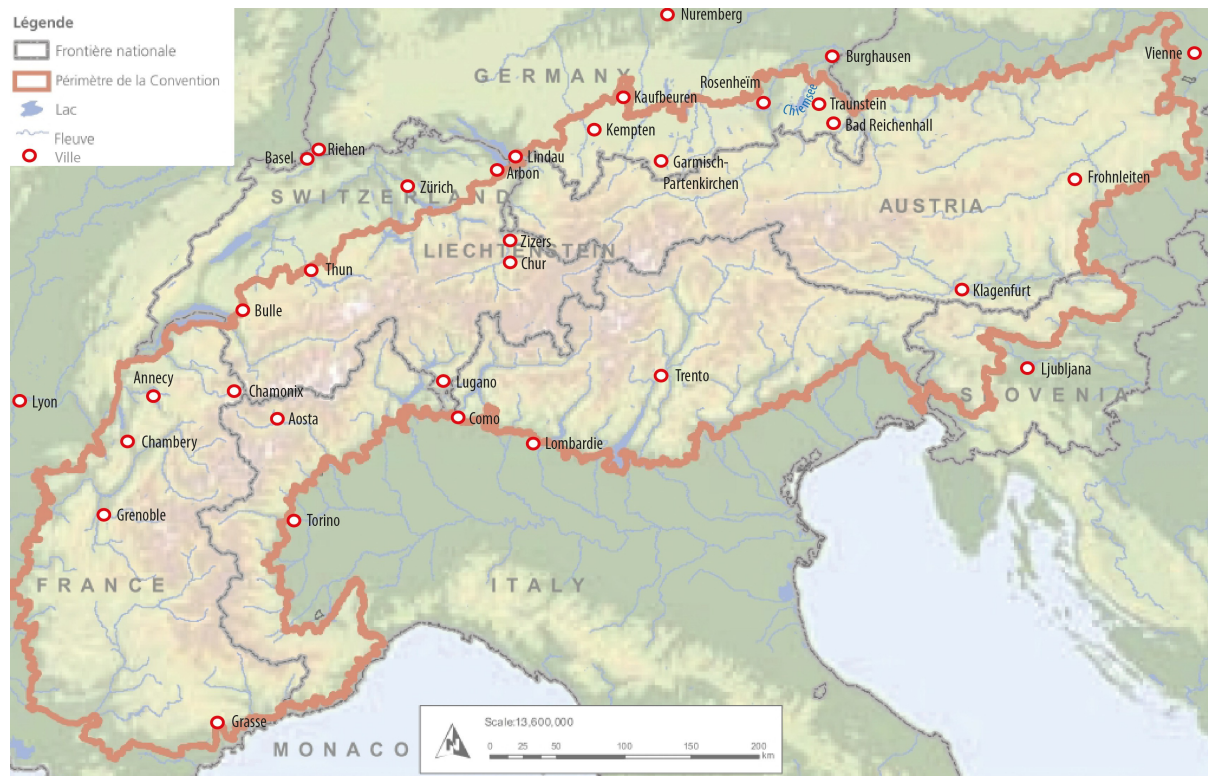 Légende
Frontière nationale
Périmètre de la Convention
Lac
Fleuve
Ville
Nuremberg
Vienne
Burghausen
GERMANY
Rosenheïm
Kaufbeuren
Chiemsee
Traunstein
Bad Reichenhall
Kempten
Riehen
Basel
Lindau
Arbon
Garmisch-
Partenkirchen
Zürich
Frohnleiten
SWITZERLAND
AUSTRIA
Zizers
LIECHTENSTEIN
Chur
Thun
Klagenfurt
Bulle
Annecy
Chamonix
Lugano
Trento
Ljubljana
SLOVENIA
Lyon
Aosta
Como
Chambery
Lombardie
Grenoble
Torino
FRANCE
ITALY
Grasse
MONACO
N
Scale:13,600,000
0 25 50 100 150 200
km